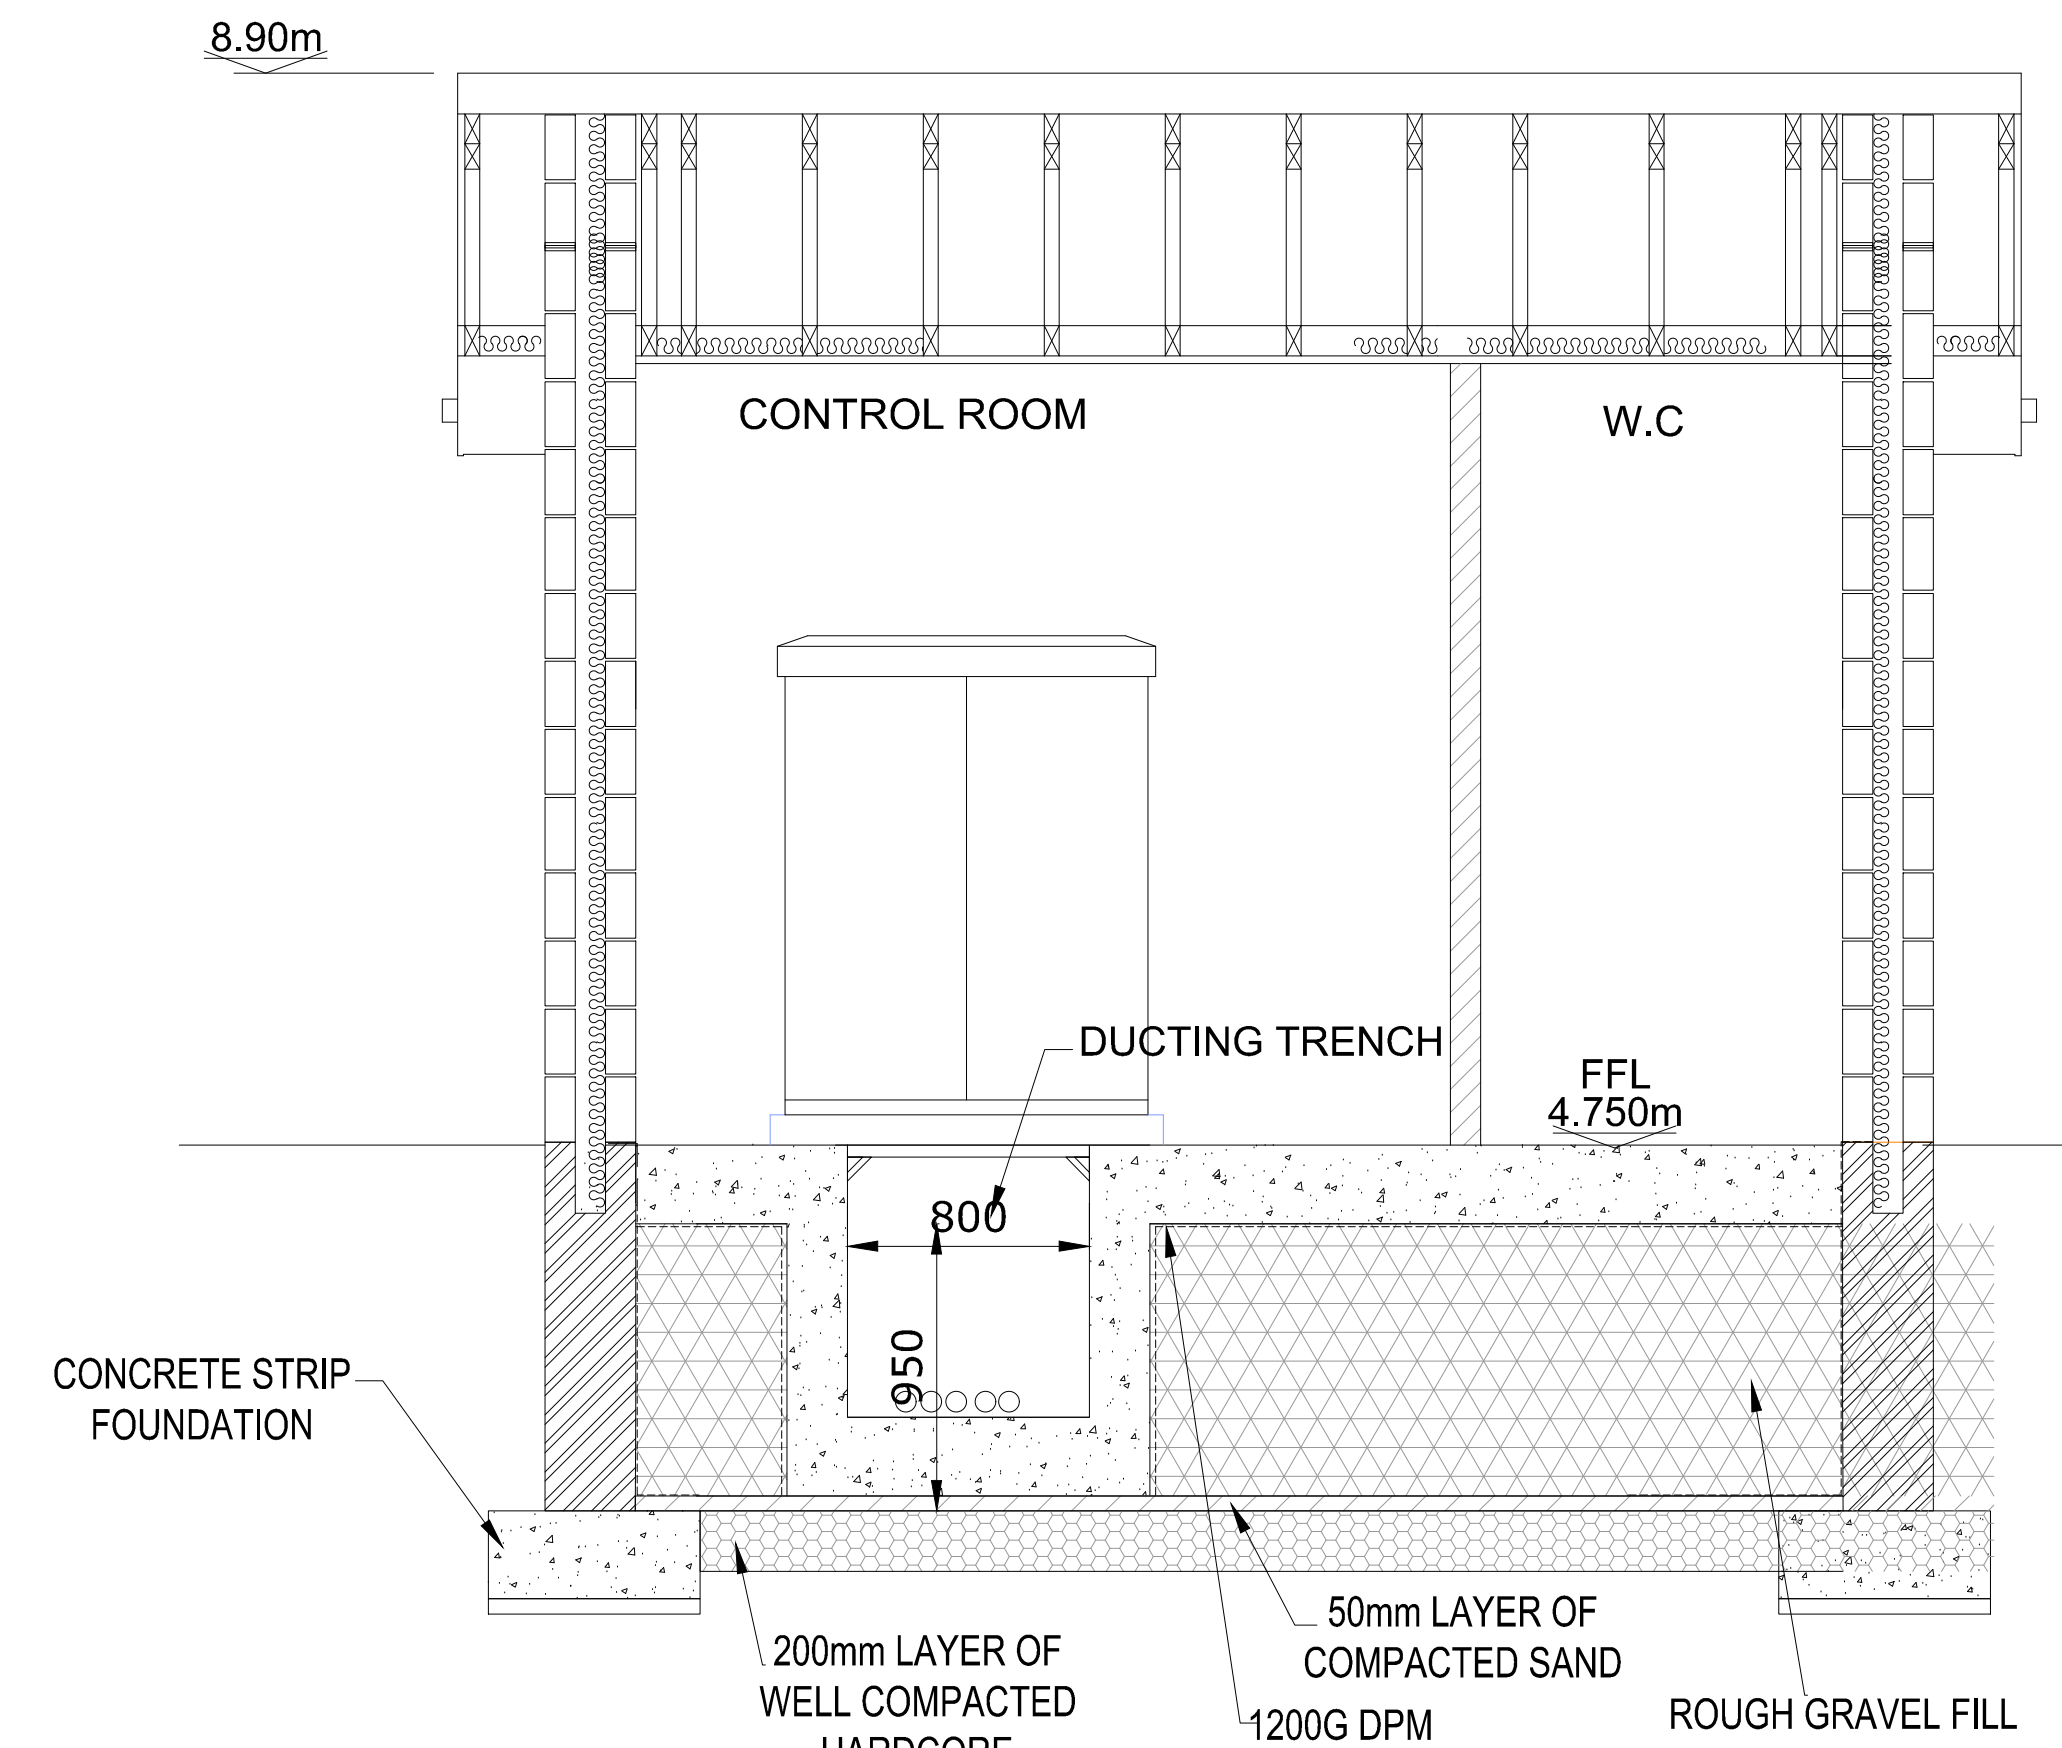 8.90m
CONTROL ROOM
W.C
DUCTING TRENCH
FFL
4.750m
800
950
CONCRETE STRIP
FOUNDATION
50mm LAYER OF
COMPACTED SAND
200mm LAYER OF
WELL COMPACTED
HARDCORE
1200G DPM
ROUGH GRAVEL FILL